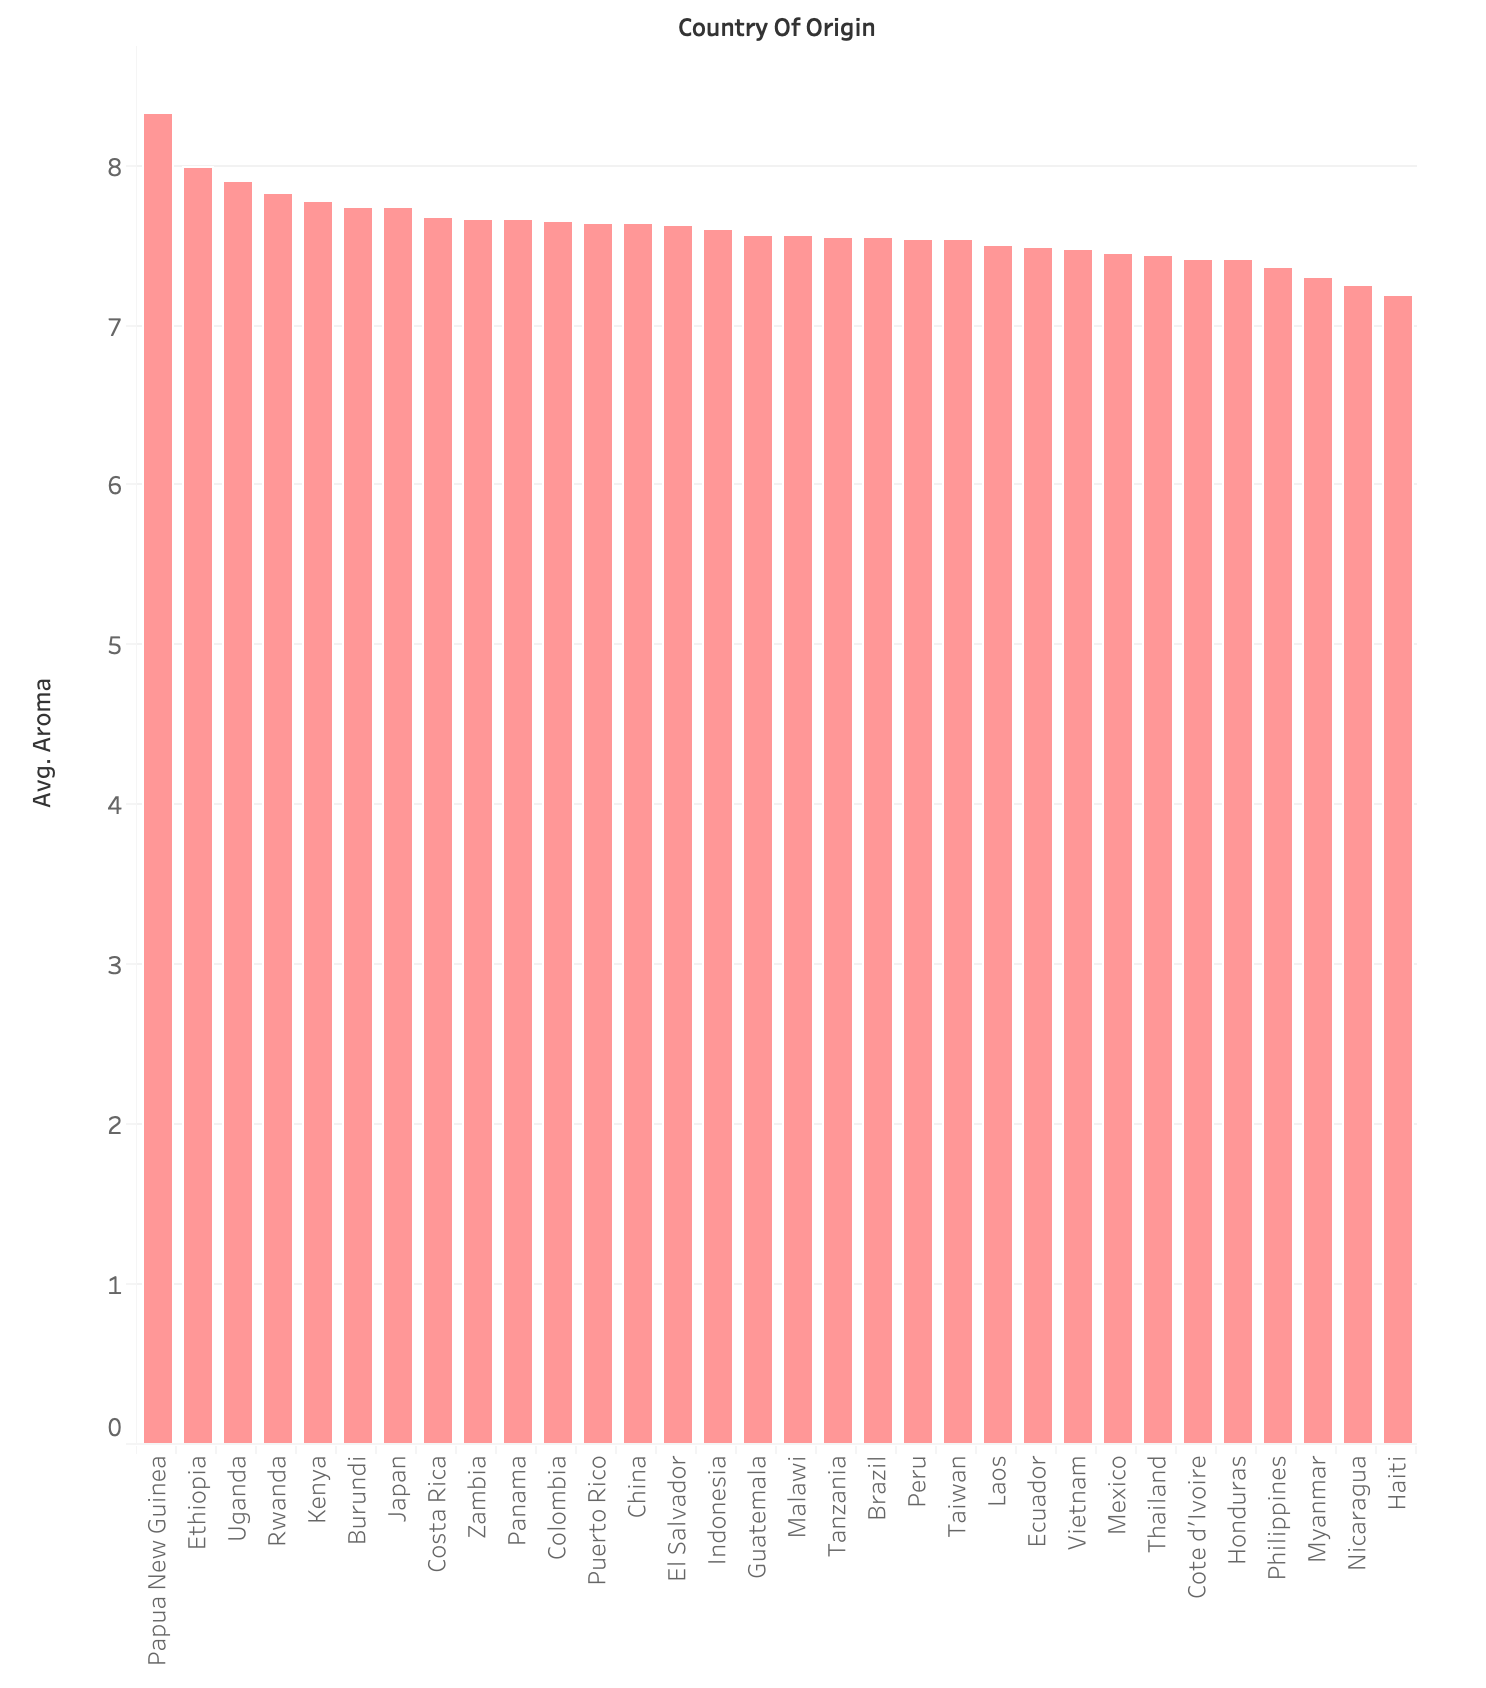 Country Of Origin
Avg. Aroma
8
7
6
5
4
3
2
1
0
Papua New Guinea
Ethiopia
Uganda
Rwanda
Kenya
Burundi
Japan
Costa Rica
Zambia
Panama
Colombia
Puerto Rico
China
El Salvador
Indonesia
Guatemala
Malawi
Tanzania
Brazil
Peru
Taiwan
Laos
Ecuador
Vietnam
Mexico
Thailand
Cote d'Ivoire
Honduras
Philippines
Myanmar
Nicaragua
Haiti